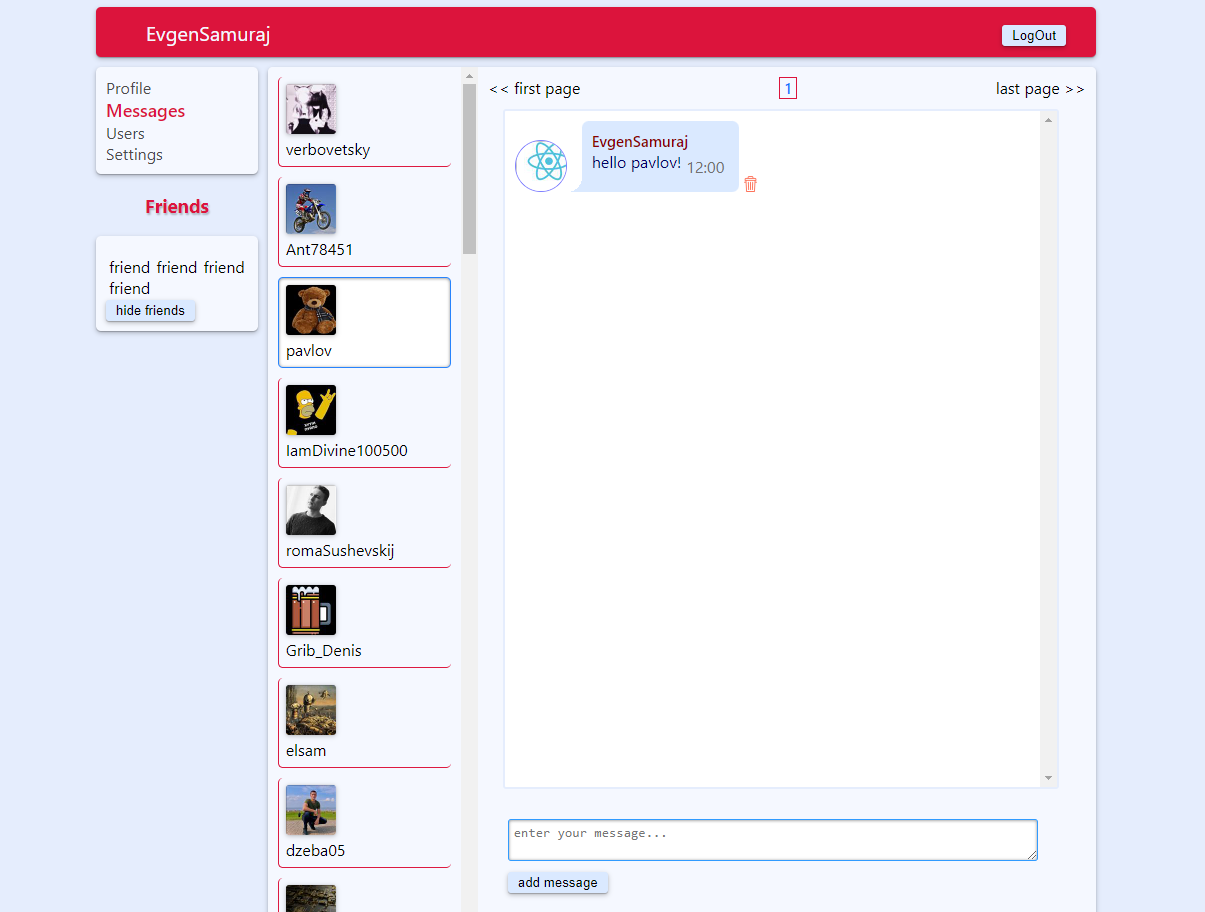 EvgenSamuraj
LogOut
Profile
Messages
Users
Settings
Friends
friend friend friend
friend
hide friends
verbovetsky
Ant78451
pavlov
IamDivine100500
romaSushevskij
Grib_Denis
elsam
dzeba05
<< first page
1
last page >>
EvgenSamuraj
hello pavlov! 12:00
enter your message...
add message